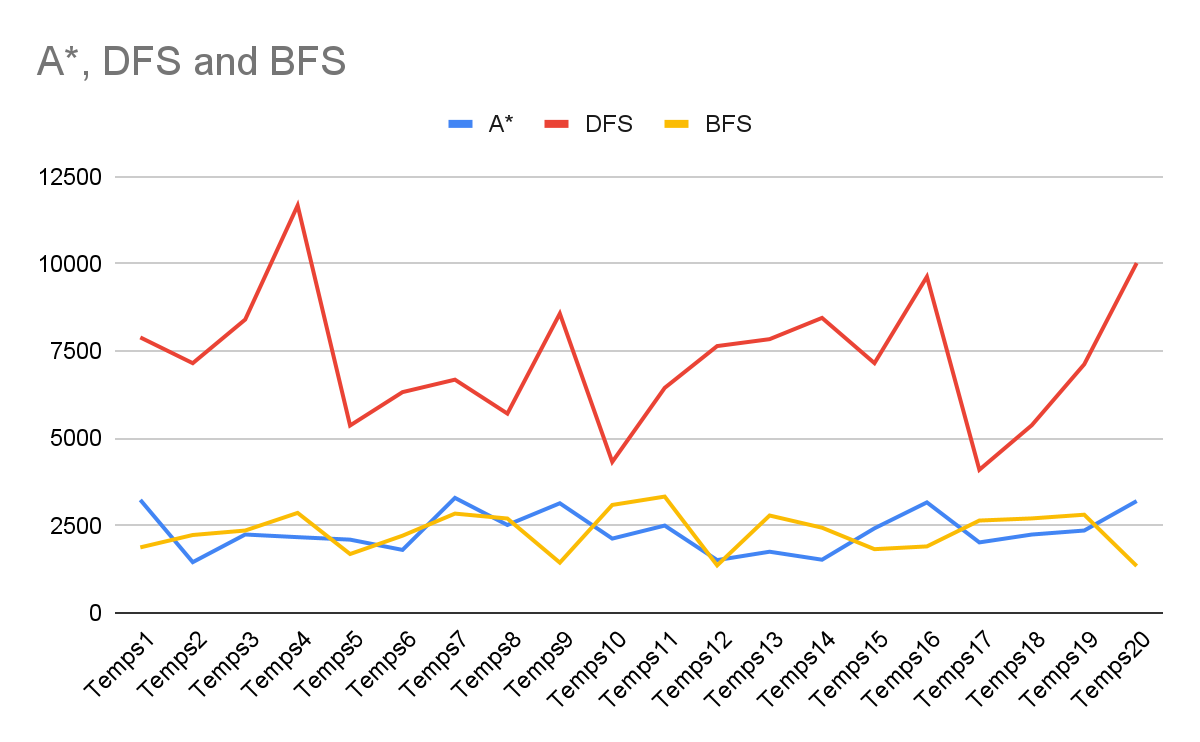 A*, DFS and BFS
A* DFS BFS
12500
10000
7500
5000
2500
0
Temps1 Temps2 Temps3 Temps4 Temps5 Temps6 Temps7 Temps8 Temps9 Temps10 Temps11 Temps12 Temps13 Temps14 Temps15 Temps16 Temps17 Temps18 Temps19 Temps20